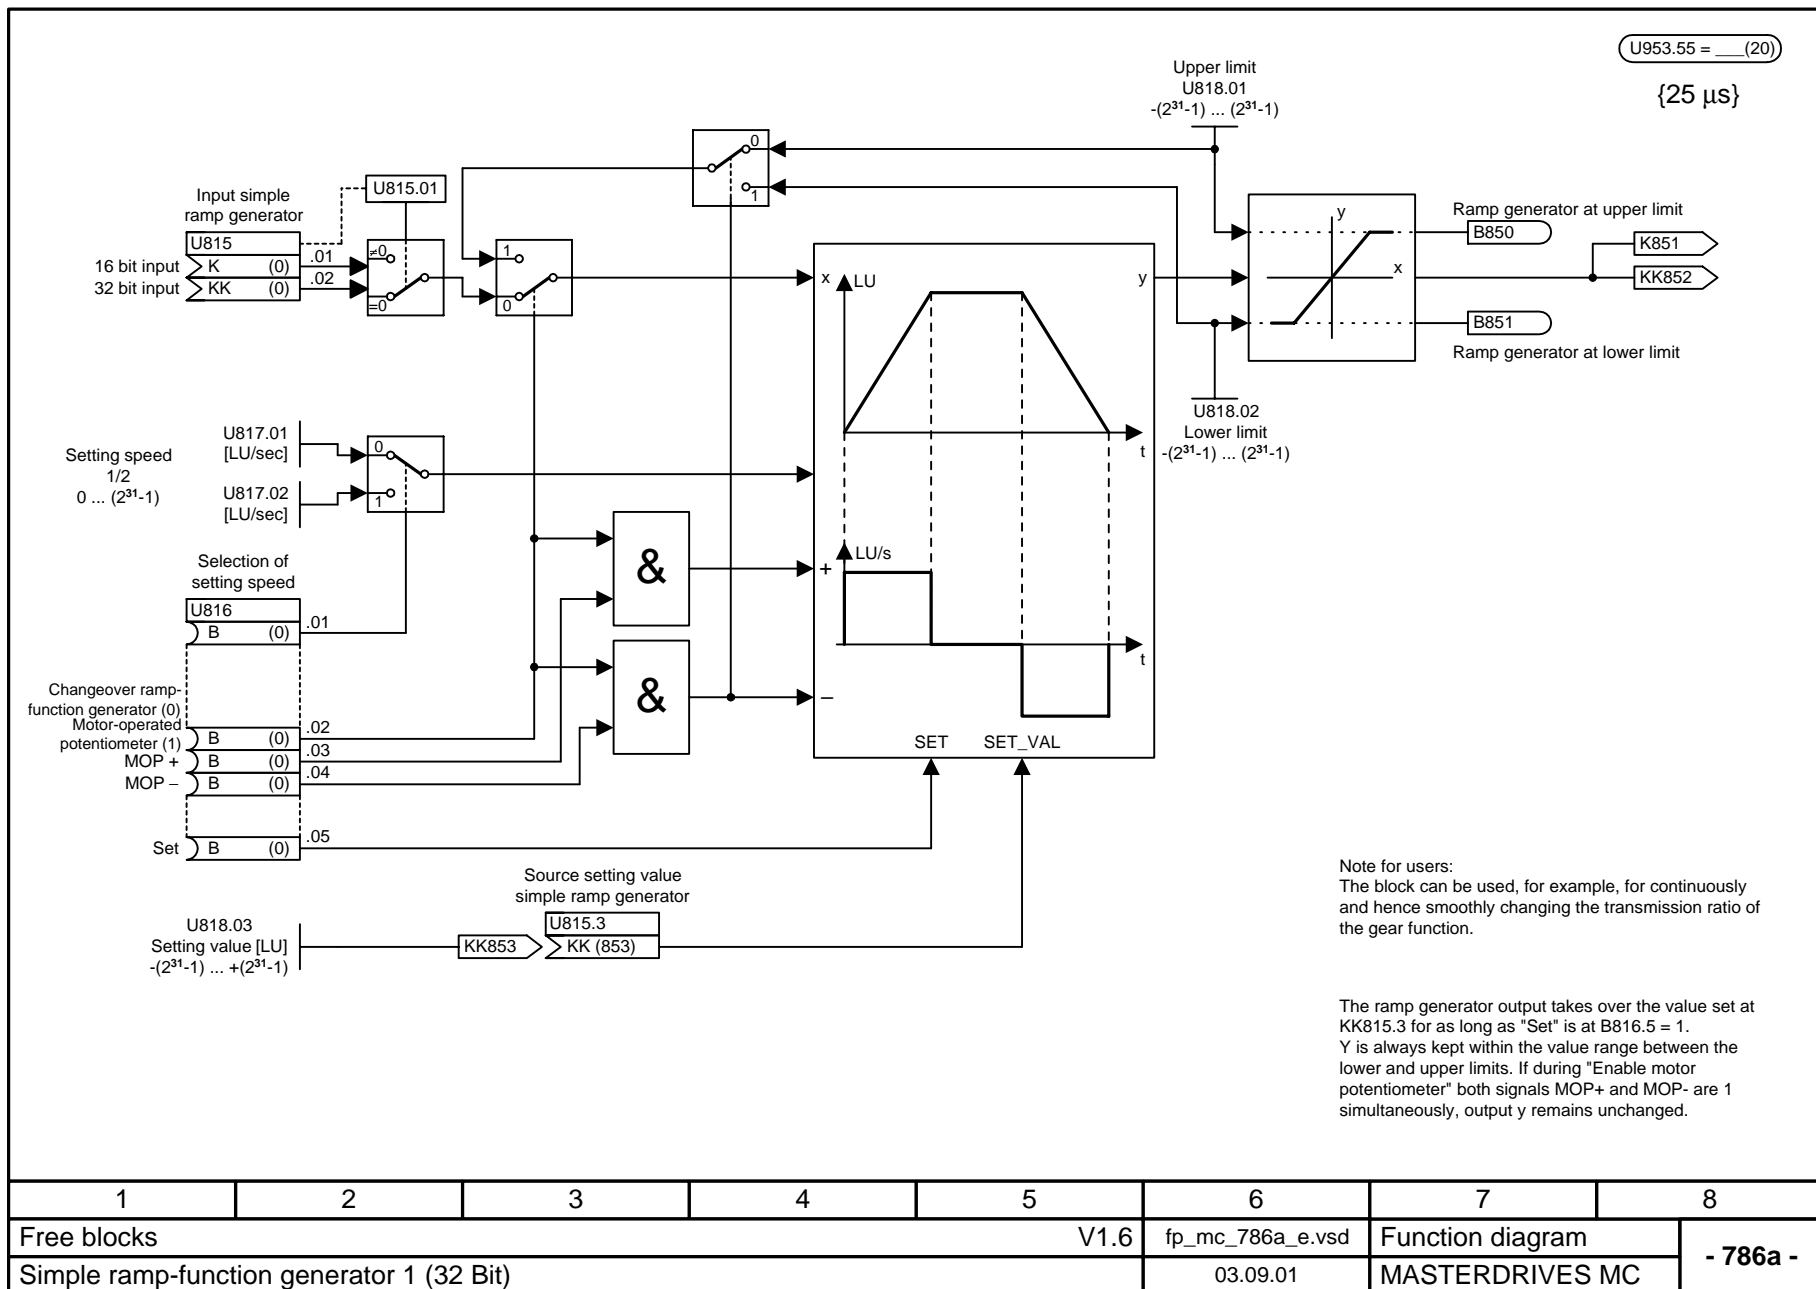 U953.55 = ___(20)
{25 μs}
Upper limit
U818.01
-(2³¹-1) ... (2³¹-1)
0
1
Input simple
ramp generator
U815.01
U815
16 bit input K (0) .01
32 bit input KK (0) .02
≠0
=0
1
0
x
LU
y
t
y
x
Ramp generator at upper limit
B850
K851
KK852
B851
Ramp generator at lower limit
U818.02
Lower limit
-(2³¹-1) ... (2³¹-1)
Setting speed
1/2
0 ... (2³¹-1)
U817.01
[LU/sec]
U817.02
[LU/sec]
0
1
Selection of
setting speed
U816
B (0) .01
&
+
LU/s
t
&
–
Changeover ramp-
function generator (0)
Motor-operated
potentiometer (1) B (0) .02
MOP + B (0) .03
MOP – B (0) .04
SET SET_VAL
Set B (0) .05
Source setting value
simple ramp generator
U818.03
Setting value [LU]
-(2³¹-1) ... +(2³¹-1)
KK853
U815.3
KK (853)
Note for users:
The block can be used, for example, for continuously
and hence smoothly changing the transmission ratio of
the gear function.
The ramp generator output takes over the value set at
KK815.3 for as long as "Set" is at B816.5 = 1.
Y is always kept within the value range between the
lower and upper limits. If during "Enable motor
potentiometer" both signals MOP+ and MOP- are 1
simultaneously, output y remains unchanged.
1 2 3 4 5 6 7 8
Free blocks V1.6 fp_mc_786a_e.vsd Function diagram
- 786a -
Simple ramp-function generator 1 (32 Bit) 03.09.01 MASTERDRIVES MC